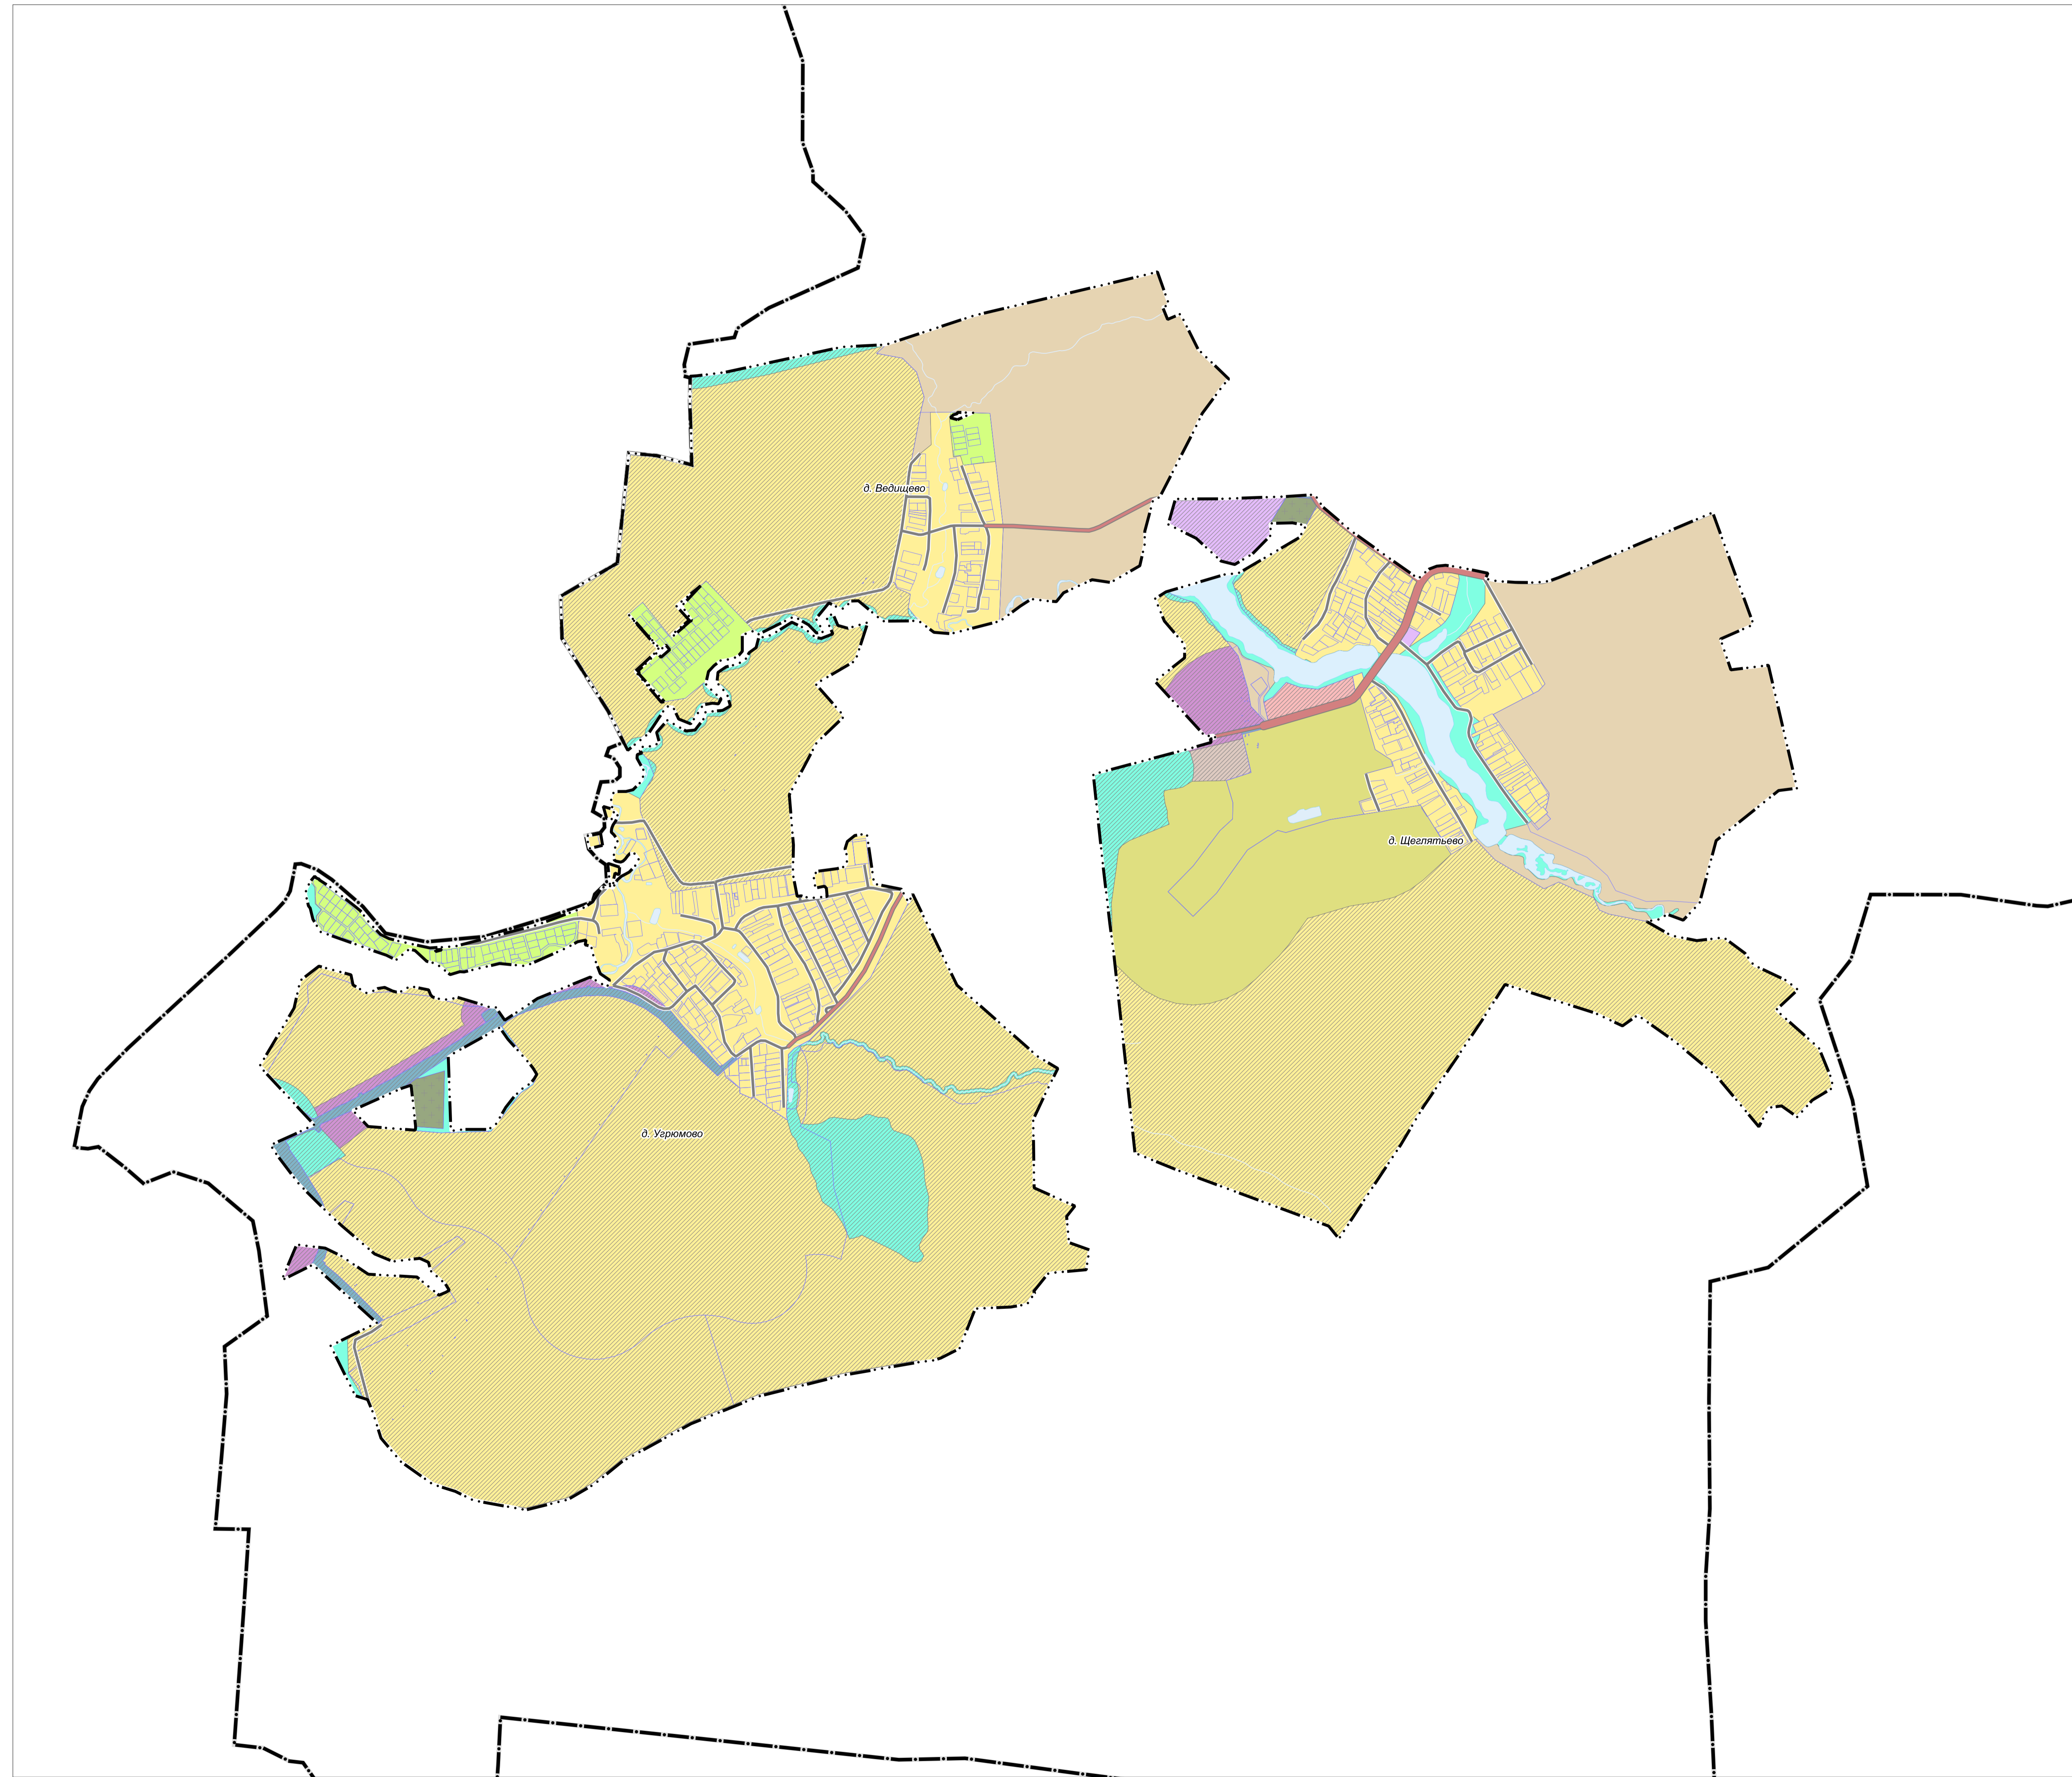 д. Ведищево
д. Щеглятьево
д. Угрюмово